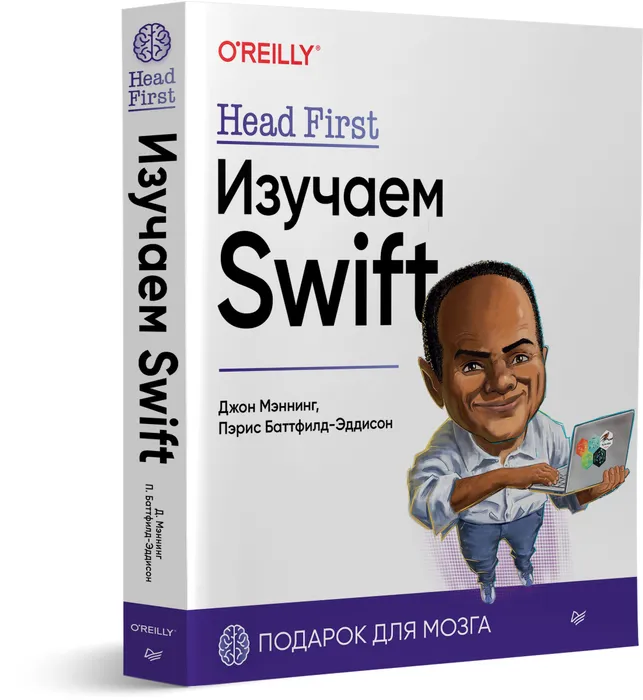 Head
First
Изучаем Swift
Д. Мэннинг
П. Баттфилд-Эддисон
O'REILLY®
O'REILLY®
Head First
Изучаем
Swift
Джон Мэннинг,
Пэрис Баттфилд-Эддисон
ПОДАРОК ДЛЯ МОЗГА